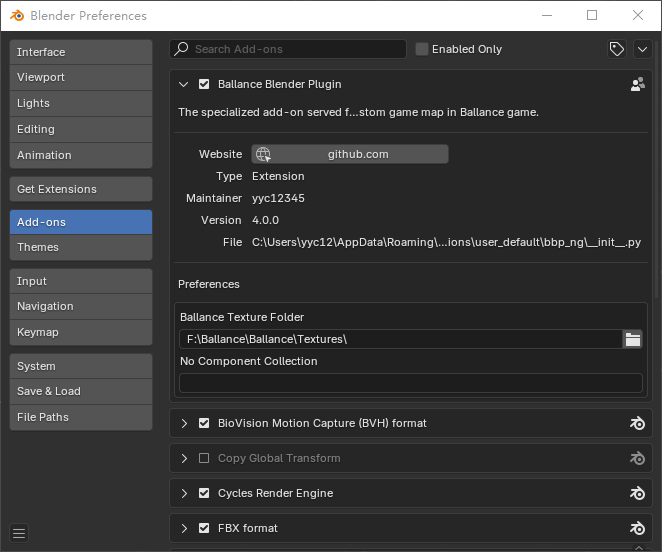 Blender Preferences
Interface
Viewport
Lights
Editing
Animation
Get Extensions
Add-ons
Themes
Input
Navigation
Keymap
System
Save & Load
File Paths
Search Add-ons
Enabled Only
Ballance Blender Plugin
The specialized add-on served f...stom game map in Ballance game.
Website github.com
Type Extension
Maintainer yyc12345
Version 4.0.0
File C:\Users\yyc12\AppData\Roaming\...ions\user_default\bbp_ng\__init__.py
Preferences
Ballance Texture Folder
F:\Ballance\Ballance\Textures\
No Component Collection
BioVision Motion Capture (BVH) format
Copy Global Transform
Cycles Render Engine
FBX format